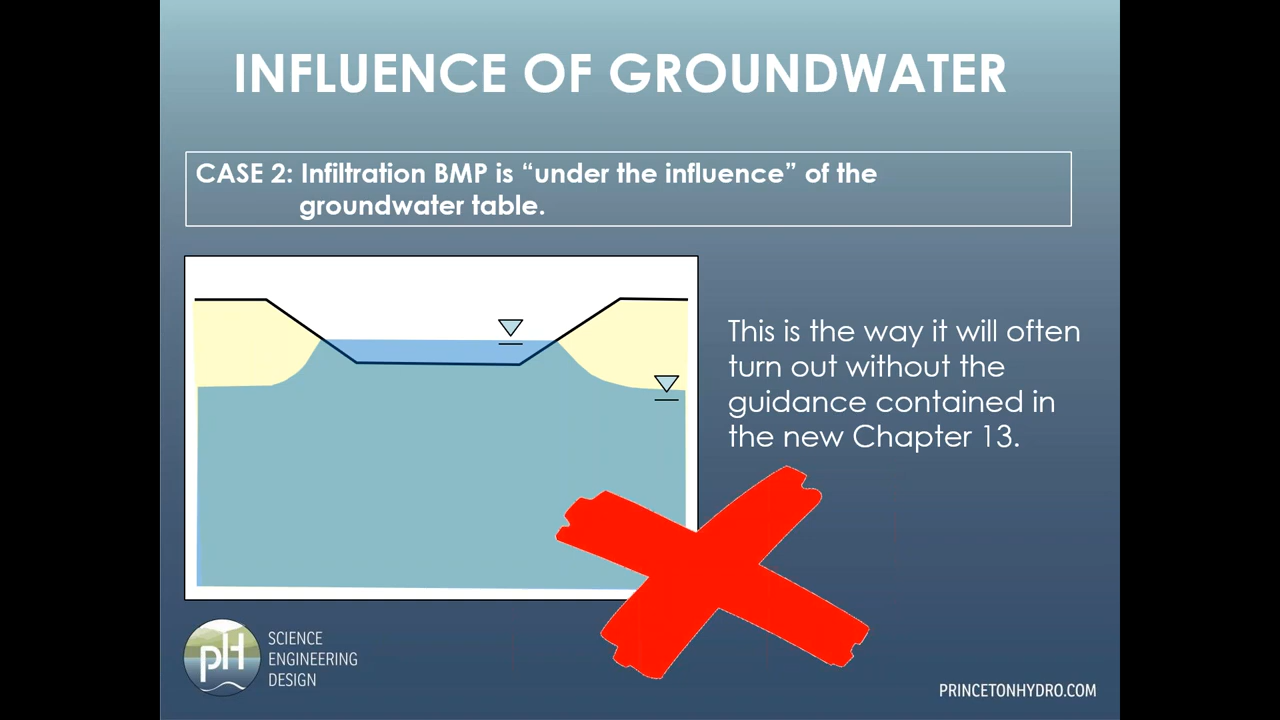 INFLUENCE OF GROUNDWATER
CASE 2: Infiltration BMP is “under the influence” of the
groundwater table.
This is the way it will often
turn out without the
guidance contained in
the new Chapter 13.
pH
SCIENCE
ENGINEERING
DESIGN
PRINCETONHYDRO.COM